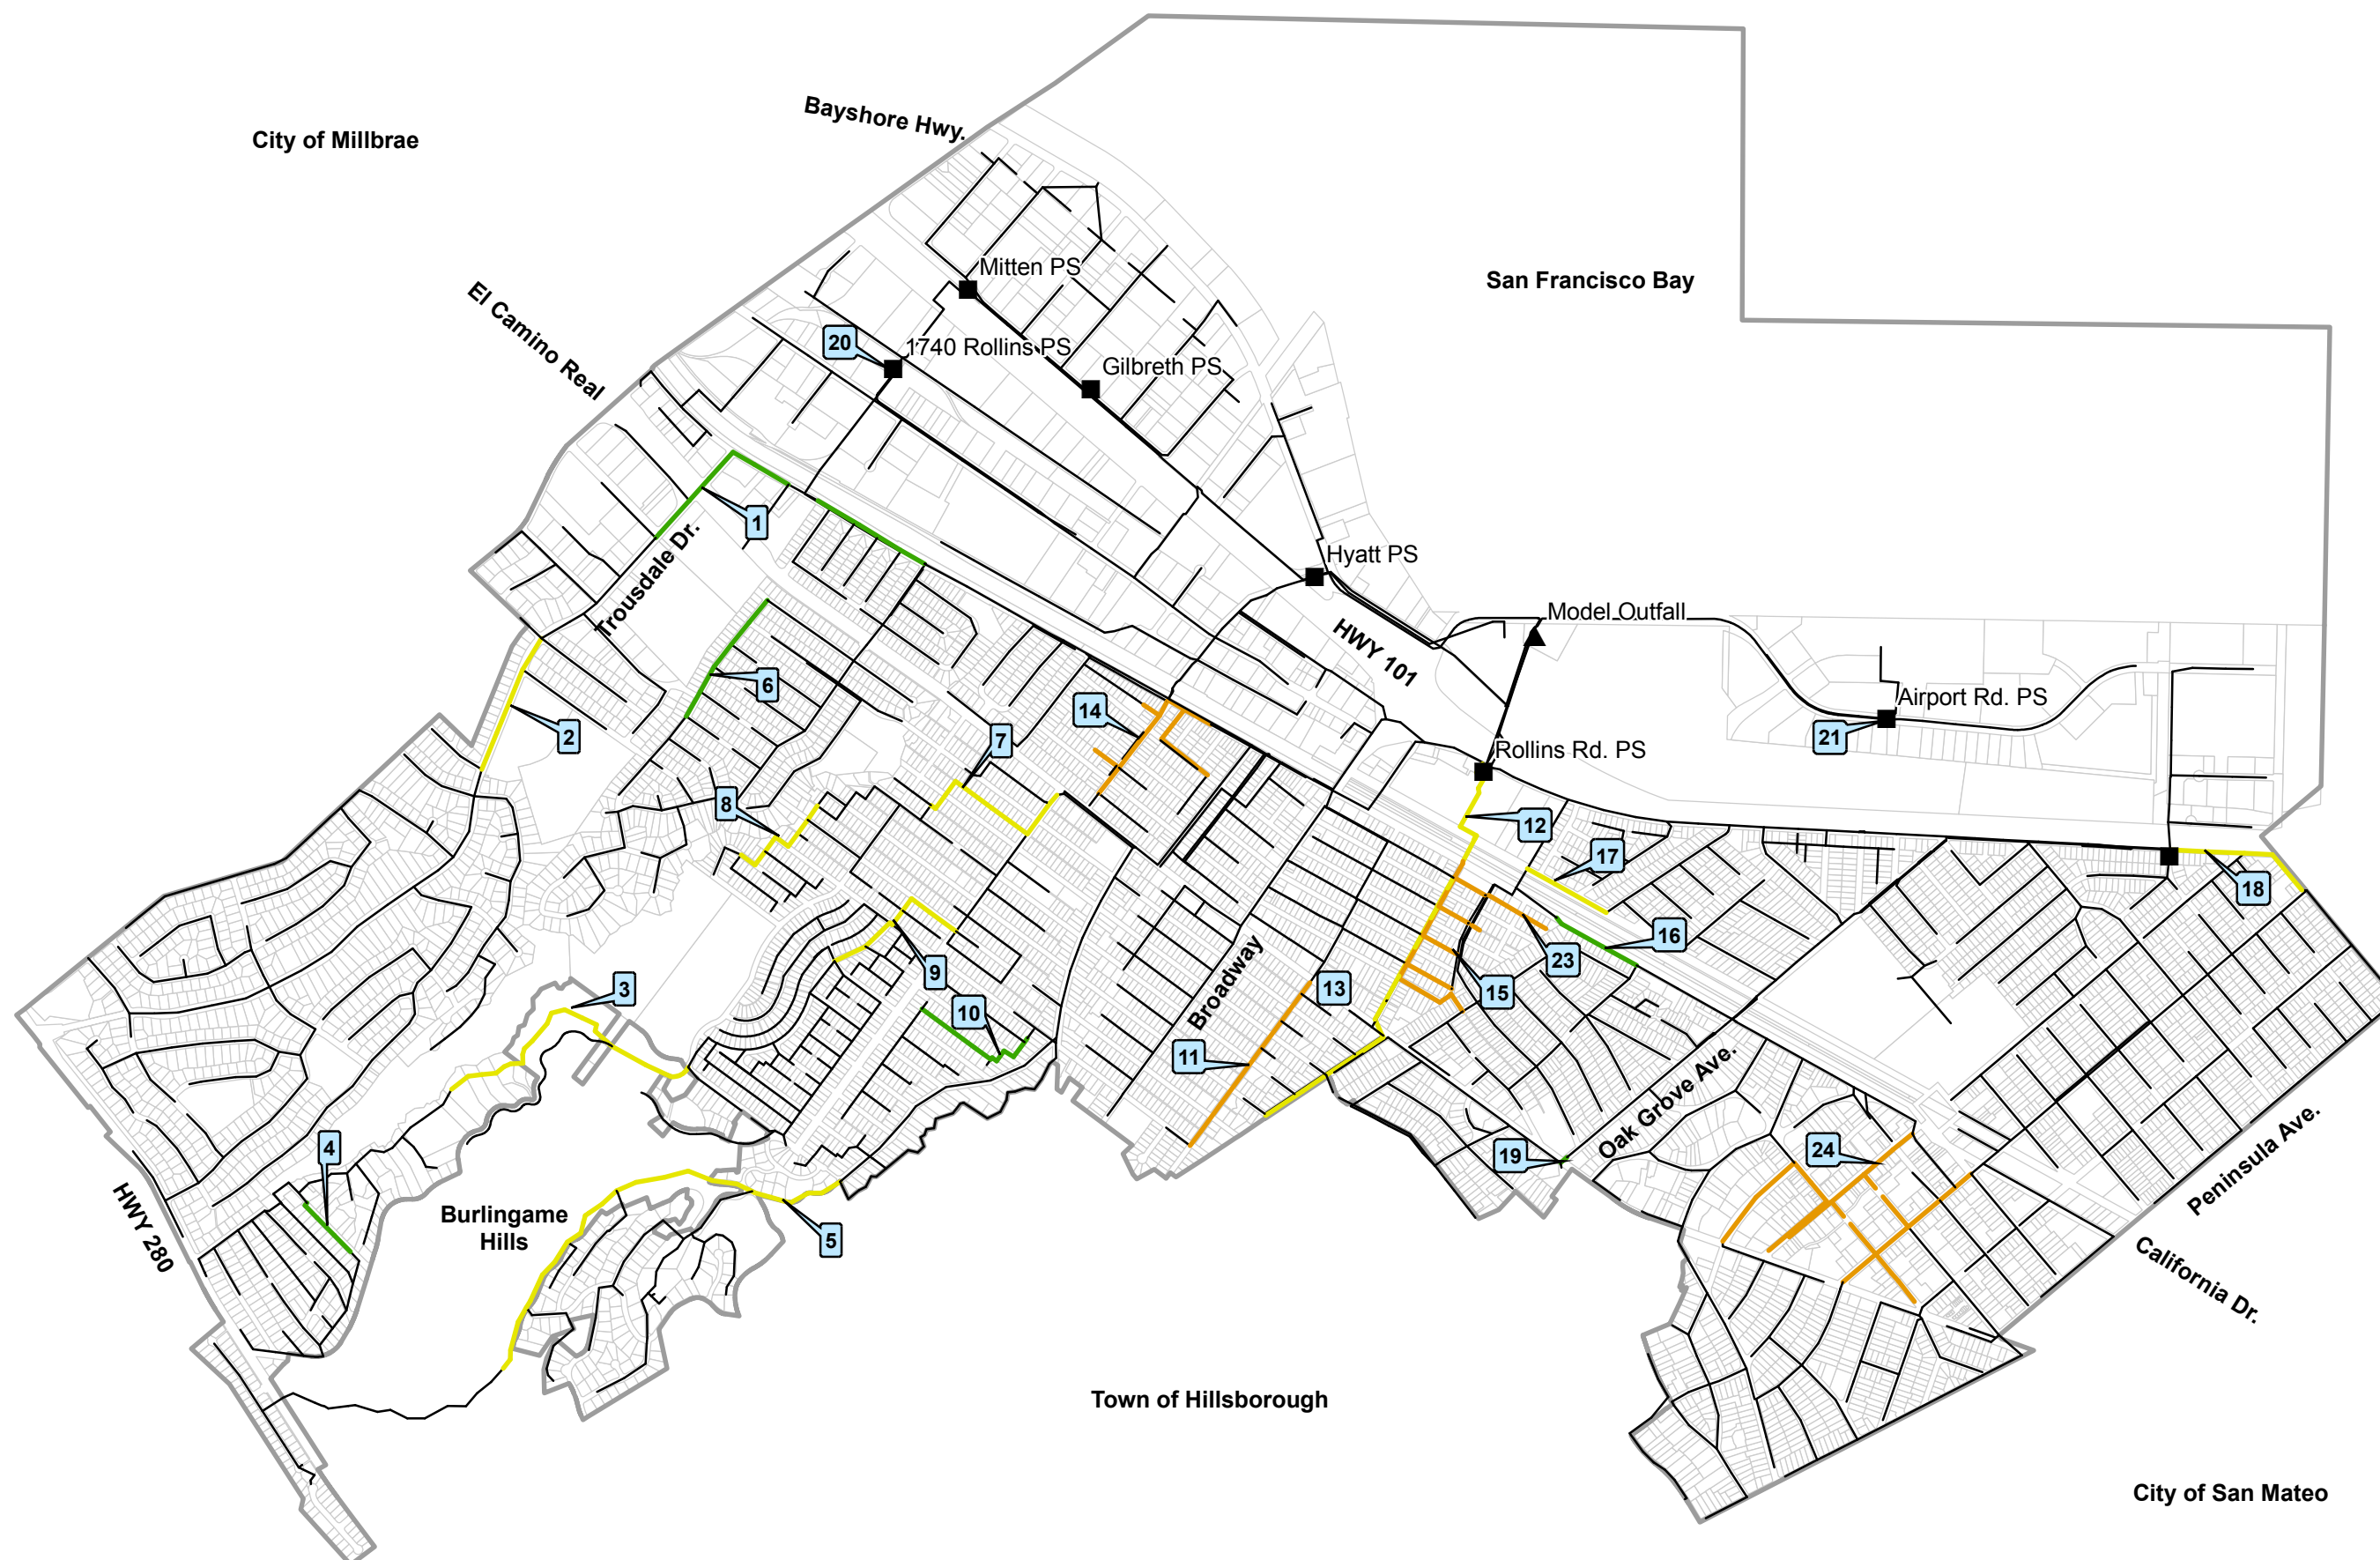 Bayshore Hwy.
City of Millbrae
Mitten PS
San Francisco Bay
El Camino Real
20
1740 Rollins PS
Gilbreth PS
1
Hyatt PS
Trousdale Dr.
Model Outfall
HWY 101
6
14
Airport Rd. PS
2
7
21
Rollins Rd. PS
8
12
17
18
16
Broadway
23
9
3
13
15
10
11
Oak Grove Ave.
4
19
24
Peninsula Ave.
HWY 280
Burlingame
Hills
5
California Dr.
Town of Hillsborough
City of San Mateo